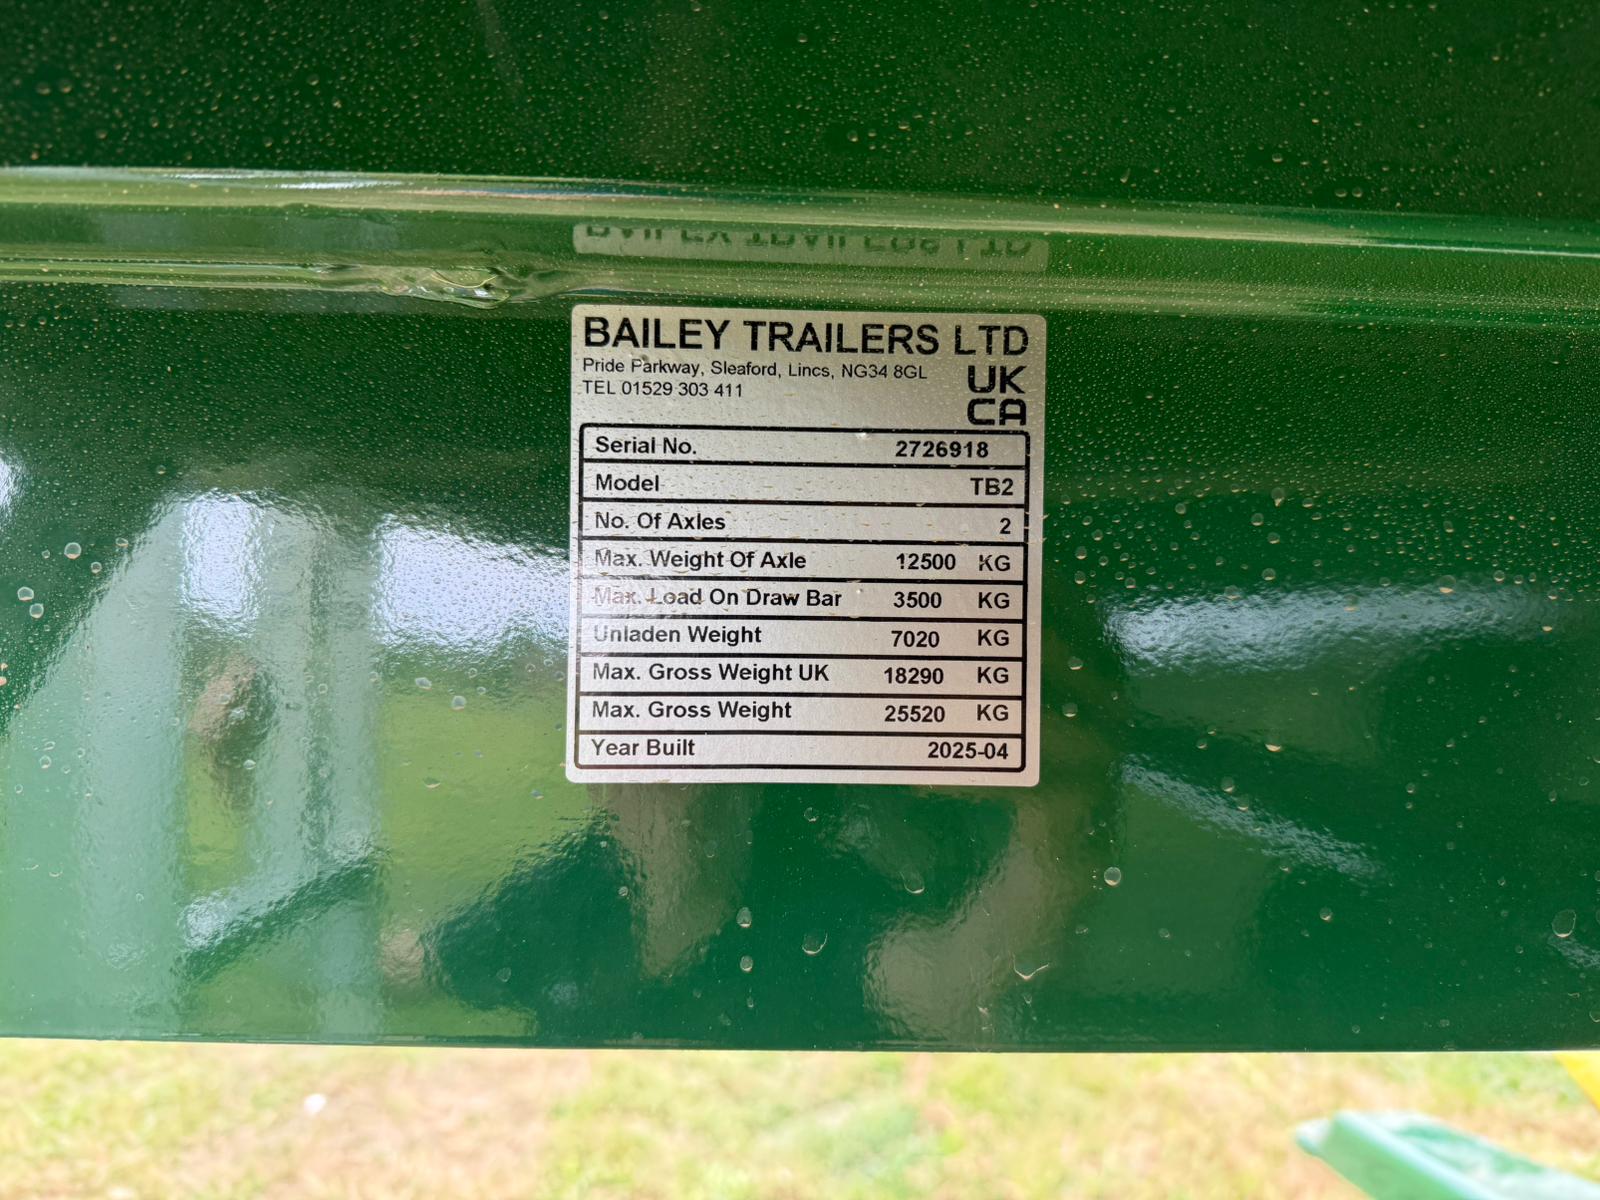 BAILEY TRAILERS LTD
Pride Parkway, Sleaford, Lincs, NG34 8GL
TEL 01529 303 411
UK
CA
Serial No. 2726918
Model TB2
No. Of Axles 2
Max. Weight Of Axle 12500 KG
Max. Load On Draw Bar 3500 KG
Unladen Weight 7020 KG
Max. Gross Weight UK 18290 KG
Max. Gross Weight 25520 KG
Year Built 2025-04